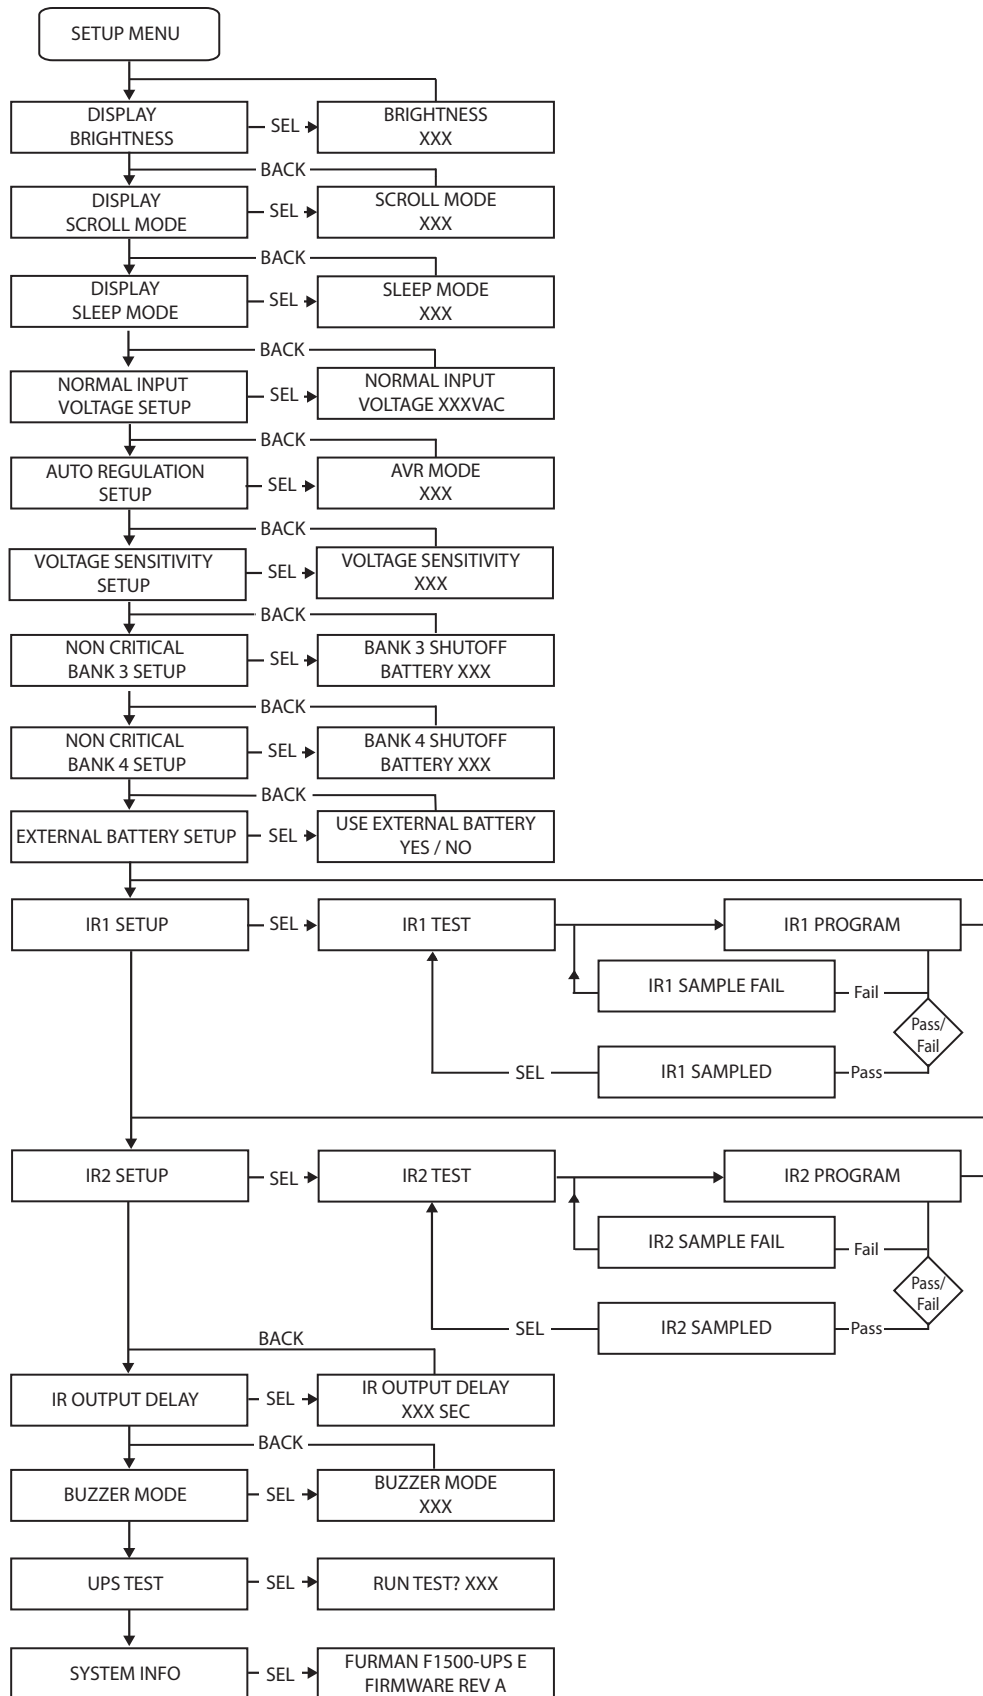 SETUP MENU
DISPLAY
BRIGHTNESS
SEL
BRIGHTNESS
XXX
BACK
DISPLAY
SCROLL MODE
SEL
SCROLL MODE
XXX
BACK
DISPLAY
SLEEP MODE
SEL
SLEEP MODE
XXX
BACK
NORMAL INPUT
VOLTAGE SETUP
SEL
NORMAL INPUT
VOLTAGE XXXVAC
BACK
AUTO REGULATION
SETUP
SEL
AVR MODE
XXX
BACK
VOLTAGE SENSITIVITY
SETUP
SEL
VOLTAGE SENSITIVITY
XXX
BACK
NON CRITICAL
BANK 3 SETUP
SEL
BANK 3 SHUTOFF
BATTERY XXX
BACK
NON CRITICAL
BANK 4 SETUP
SEL
BANK 4 SHUTOFF
BATTERY XXX
BACK
EXTERNAL BATTERY SETUP
SEL
USE EXTERNAL BATTERY
YES / NO
IR1 SETUP
SEL
IR1 TEST
IR1 PROGRAM
IR1 SAMPLE FAIL
Fail
Pass/
Fail
SEL
IR1 SAMPLED
Pass
IR2 SETUP
SEL
IR2 TEST
IR2 PROGRAM
IR2 SAMPLE FAIL
Fail
Pass/
Fail
SEL
IR2 SAMPLED
Pass
BACK
IR OUTPUT DELAY
SEL
IR OUTPUT DELAY
XXX SEC
BACK
BUZZER MODE
SEL
BUZZER MODE
XXX
UPS TEST
SEL
RUN TEST? XXX
SYSTEM INFO
SEL
FURMAN F1500-UPS E
FIRMWARE REV A